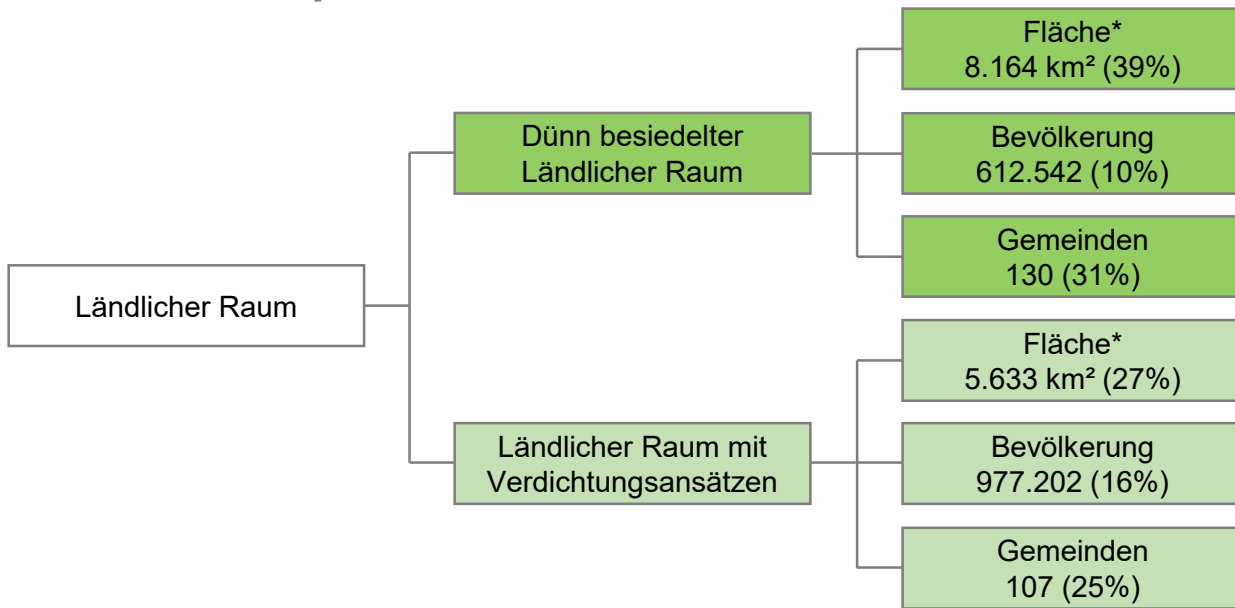 Ländlicher Raum
Dünn besiedelter
Ländlicher Raum
Fläche*
8.164 km² (39%)
Bevölkerung
612.542 (10%)
Gemeinden
130 (31%)
Ländlicher Raum mit
Verdichtungsansätzen
Fläche*
5.633 km² (27%)
Bevölkerung
977.202 (16%)
Gemeinden
107 (25%)